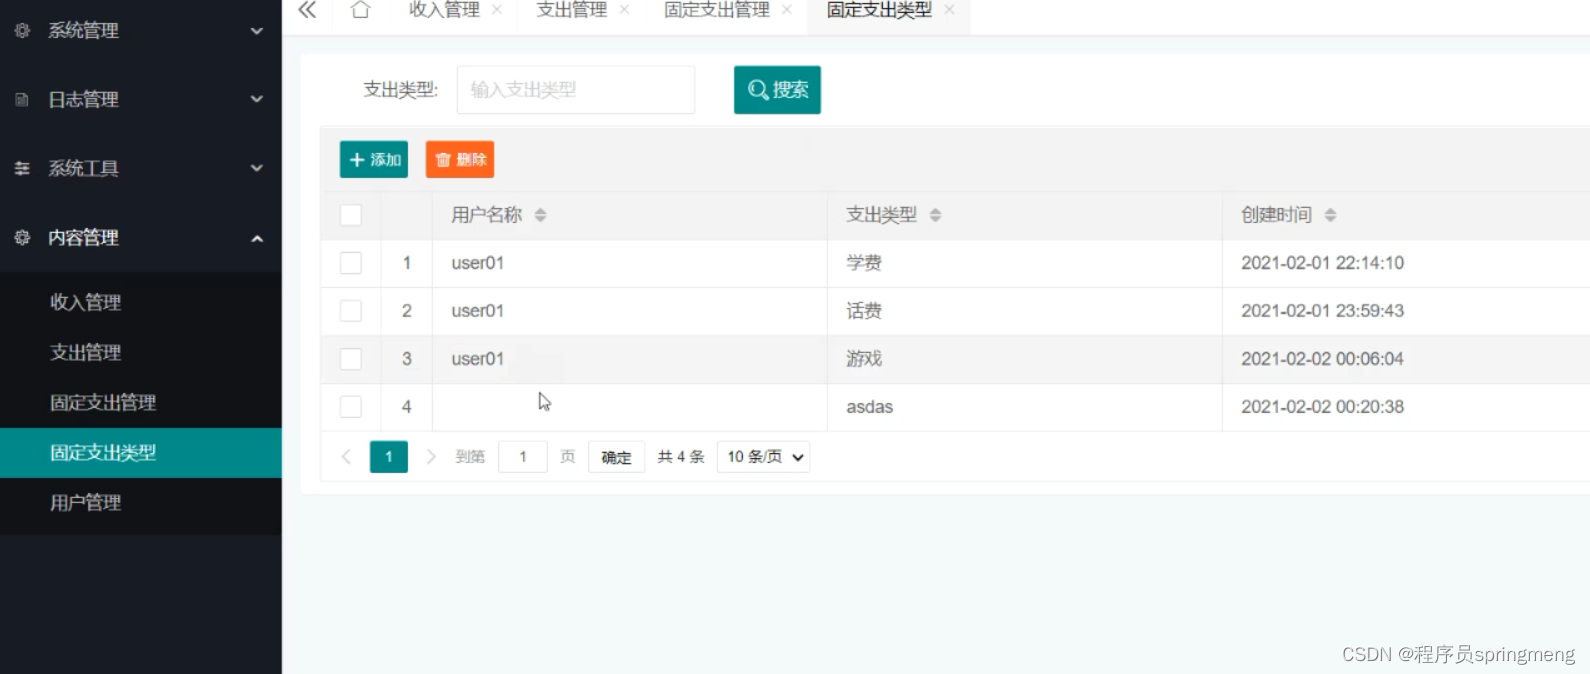 系统管理
日志管理
系统工具
内容管理
收入管理
支出管理
固定支出管理
固定支出类型
用户管理
收入管理 × 支出管理 × 固定支出管理 × 固定支出类型 ×
支出类型: 输入支出类型 搜索
添加 删除
用户名称 支出类型 创建时间
1 user01 学费 2021-02-01 22:14:10
2 user01 话费 2021-02-01 23:59:43
3 user01 游戏 2021-02-02 00:06:04
4 asdas 2021-02-02 00:20:38
1 到第 1 页 确定 共 4 条 10 条/页
CSDN @程序员springmeng